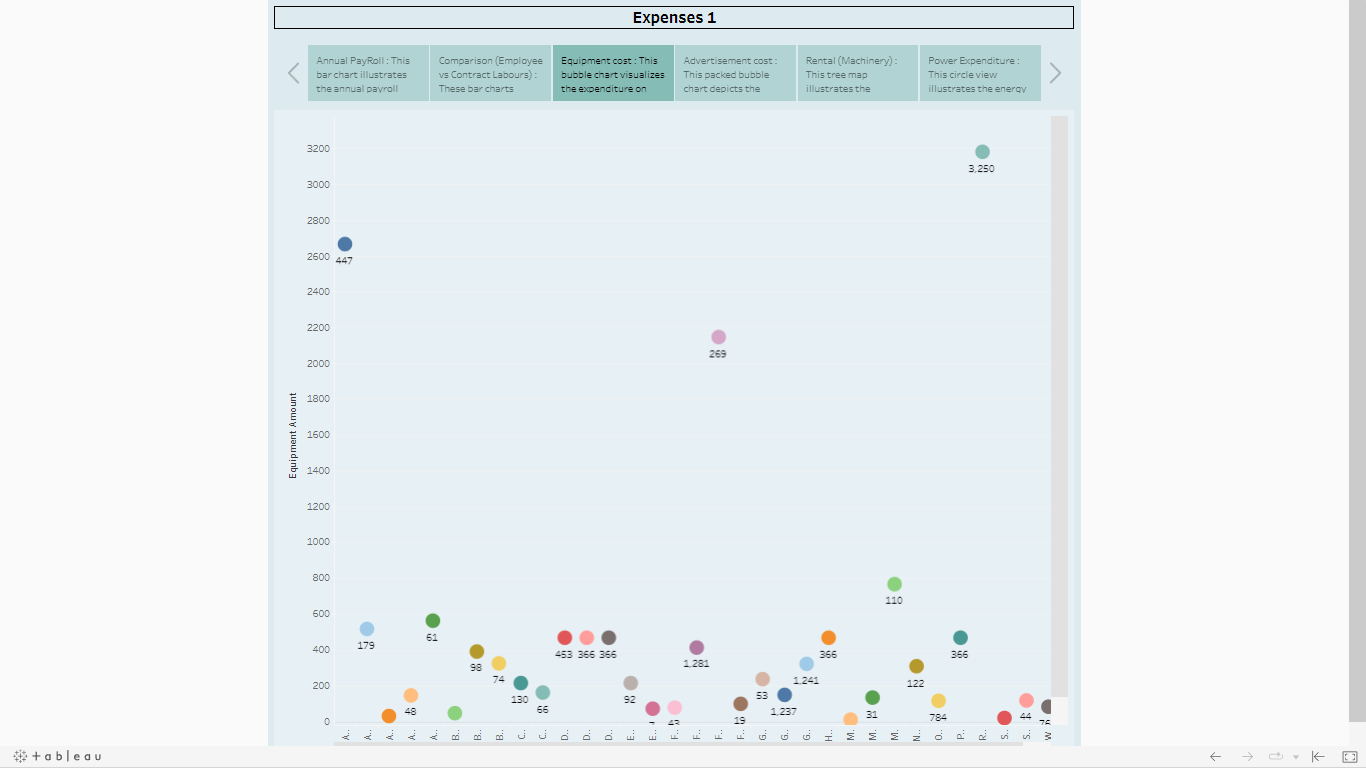 Expenses 1
Annual PayRoll : This
bar chart illustrates
the annual payroll
Comparison (Employee
vs Contract Labours) :
These bar charts
Equipment cost : This
bubble chart visualizes
the expenditure on
Advertisement cost :
This packed bubble
chart depicts the
Rental (Machinery) :
This tree map
illustrates the
Power Expenditure :
This circle view
illustrates the energy
Equipment Amount
3200
3000
2800
2600
2400
2200
2000
1800
1600
1400
1200
1000
800
600
400
200
0
3,250
447
269
110
61
179
453
366
366
366
366
1,281
98
74
1,241
122
130
92
53
66
48
1,237
31
784
44
19
A..
A..
A..
A..
A..
B..
B..
B..
C..
C..
D..
D..
D..
E..
E..
F..
F..
F..
F..
G..
G..
G..
H..
M..
M..
M..
N..
O..
P..
R..
S..
S..
W
+ a b l e a u